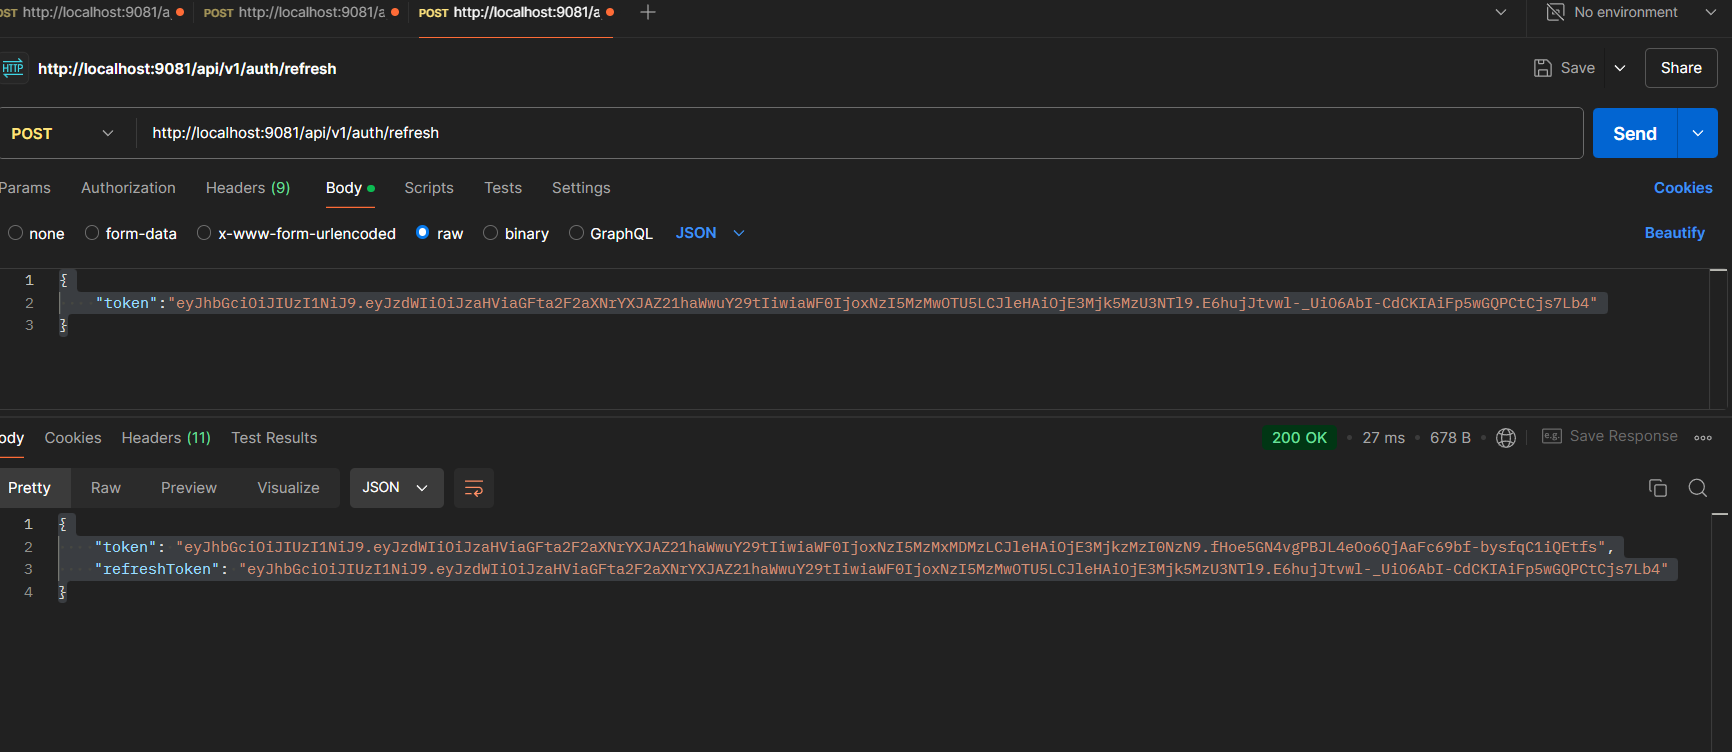 OST http://localhost:9081/a
POST http://localhost:9081/a
POST http://localhost:9081/a
No environment
HTTP http://localhost:9081/api/v1/auth/refresh
Save
Share
POST http://localhost:9081/api/v1/auth/refresh
Send
Params Authorization Headers (9) Body Scripts Tests Settings
Cookies
none form-data x-www-form-urlencoded raw binary GraphQL JSON
Beautify
1 {
2 "token":"eyJhbGciOiJIUzI1NiJ9.eyJzdWIiOiJzaHViaGFta2F2aXNrYXJAZ21haWwuY29tIiwiaWF0IjoxNzI5MzMwOTU5LCJleHAiOjE3Mjk5MzU3NTl9.E6hujJtvwl-_UiO6AbI-CdCKIAiFp5wGQPCtCjs7Lb4"
3 }
ody Cookies Headers (11) Test Results
200 OK • 27 ms • 678 B •
e.g. Save Response
Pretty Raw Preview Visualize JSON
1 {
2 "token": "eyJhbGciOiJIUzI1NiJ9.eyJzdWIiOiJzaHViaGFta2F2aXNrYXJAZ21haWwuY29tIiwiaWF0IjoxNzI5MzMxMDMzLCJleHAiOjE3MjkzMzI0NzN9.fHoe5GN4vgPBJL4eOo6QjAaFc69bf-bysfqC1iQEtfs",
3 "refreshToken": "eyJhbGciOiJIUzI1NiJ9.eyJzdWIiOiJzaHViaGFta2F2aXNrYXJAZ21haWwuY29tIiwiaWF0IjoxNzI5MzMwOTU5LCJleHAiOjE3Mjk5MzU3NTl9.E6hujJtvwl-_UiO6AbI-CdCKIAiFp5wGQPCtCjs7Lb4"
4 }